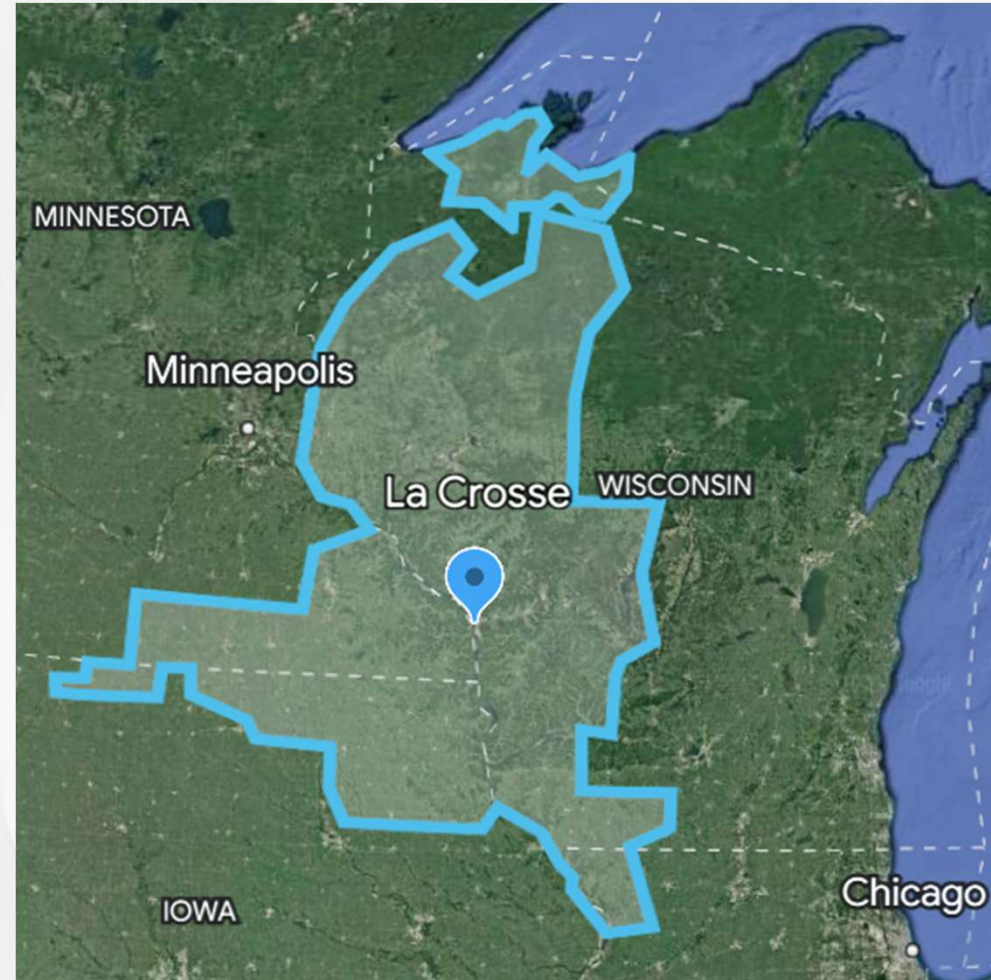 MINNESOTA
Minneapolis
La Crosse
WISCONSIN
IOWA
Chicago